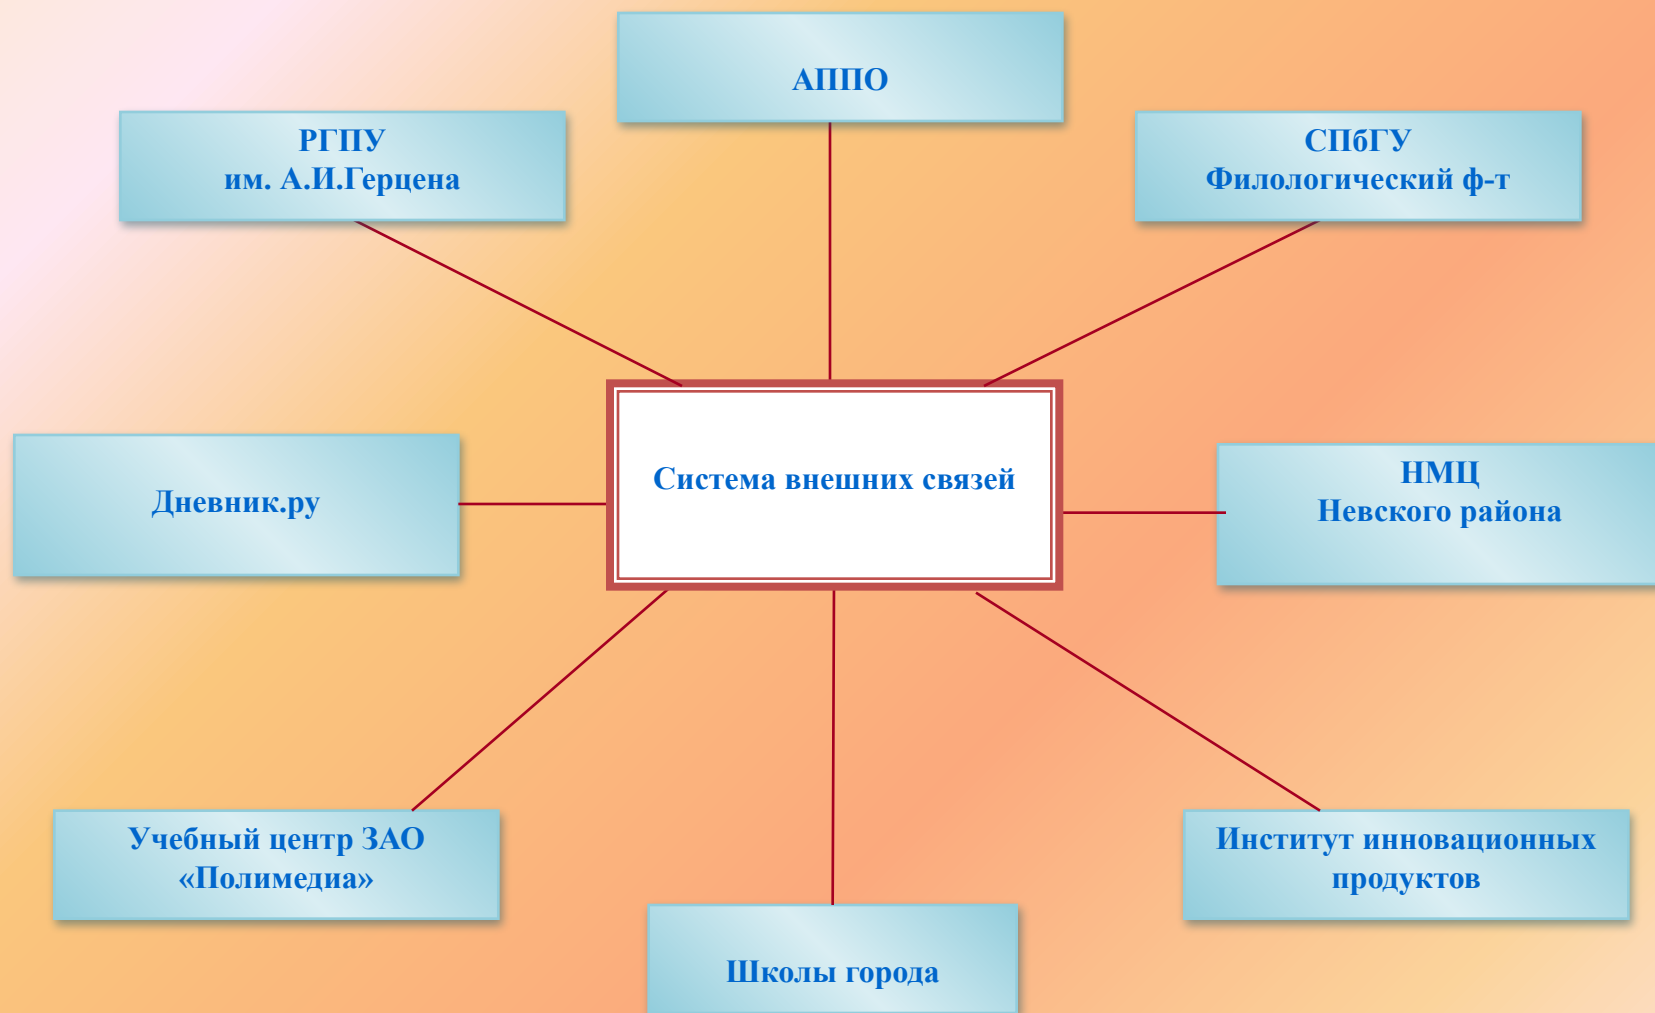 АППО
РГПУ
им. А.И.Герцена
СПбГУ
Филологический ф-т
Система внешних связей
Дневник.ру
НМЦ
Невского района
Учебный центр ЗАО
«Полимедиа»
Институт инновационных
продуктов
Школы города